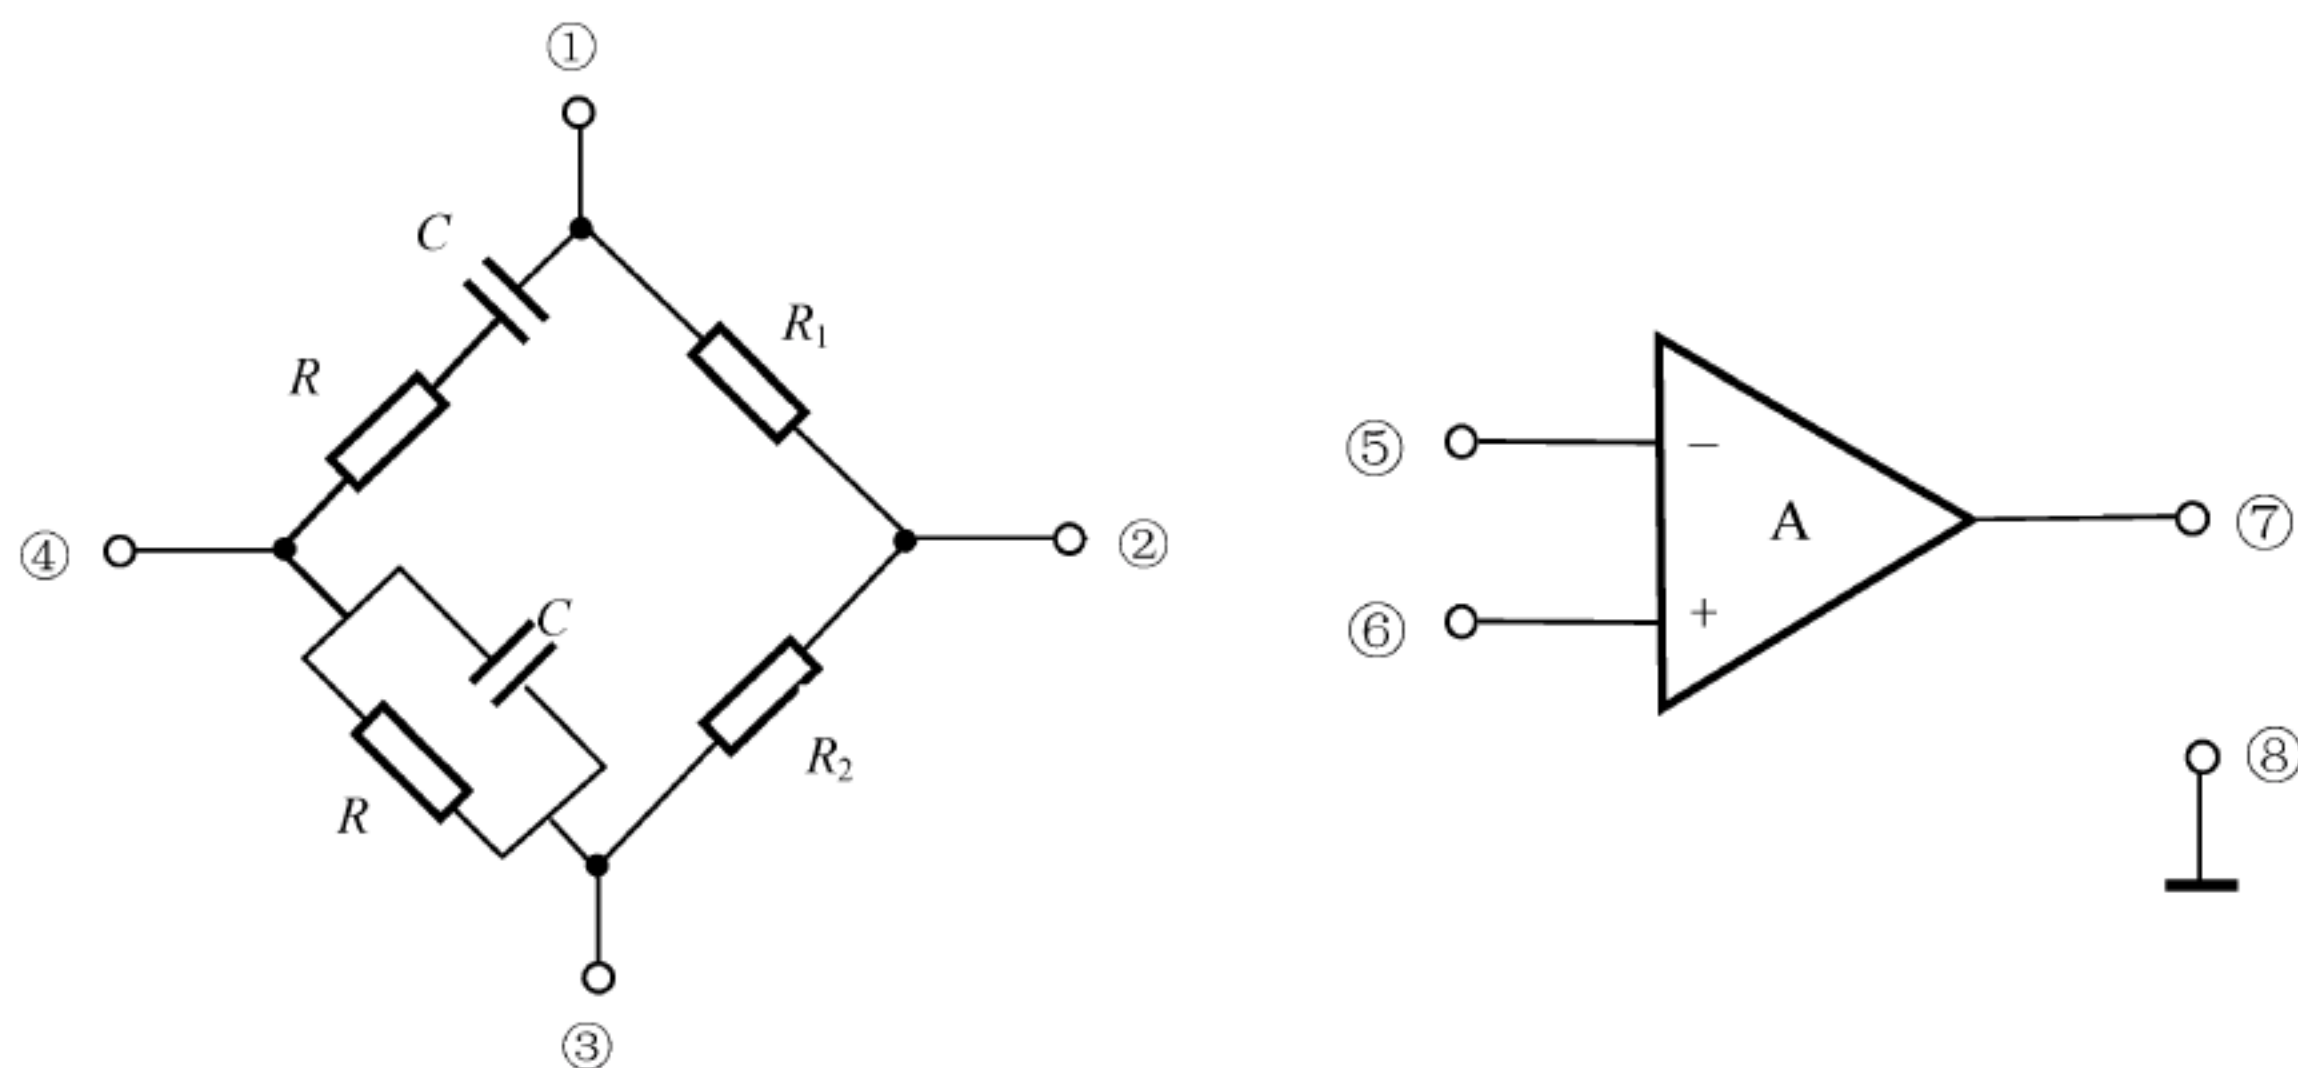 ①
C
R₁
R
⑤
−
A
⑦
④
②
C
⑥
+
R₂
⑧
R
③